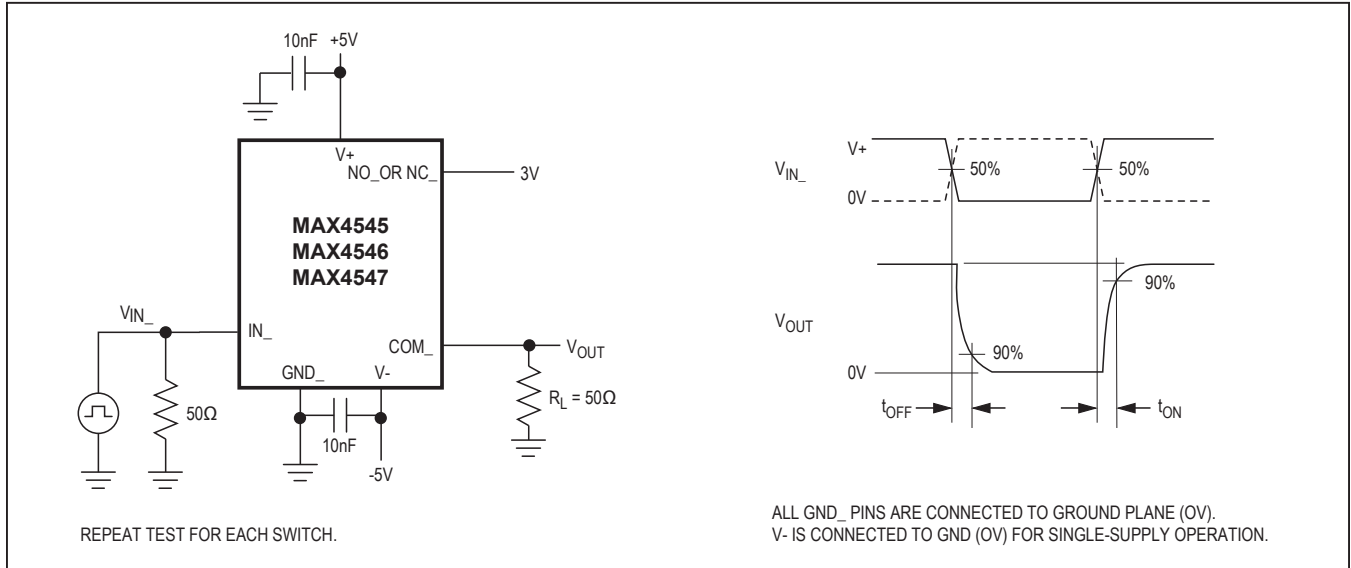 10nF +5V
V+
NO_OR NC_
3V
MAX4545
MAX4546
MAX4547
VIN_
IN_
COM_
VOUT
GND_ V-
50Ω
RL = 50Ω
10nF
-5V
REPEAT TEST FOR EACH SWITCH.
V+
VIN_
50%
50%
0V
90%
VOUT
90%
0V
tOFF
tON
ALL GND_ PINS ARE CONNECTED TO GROUND PLANE (OV).
V- IS CONNECTED TO GND (OV) FOR SINGLE-SUPPLY OPERATION.